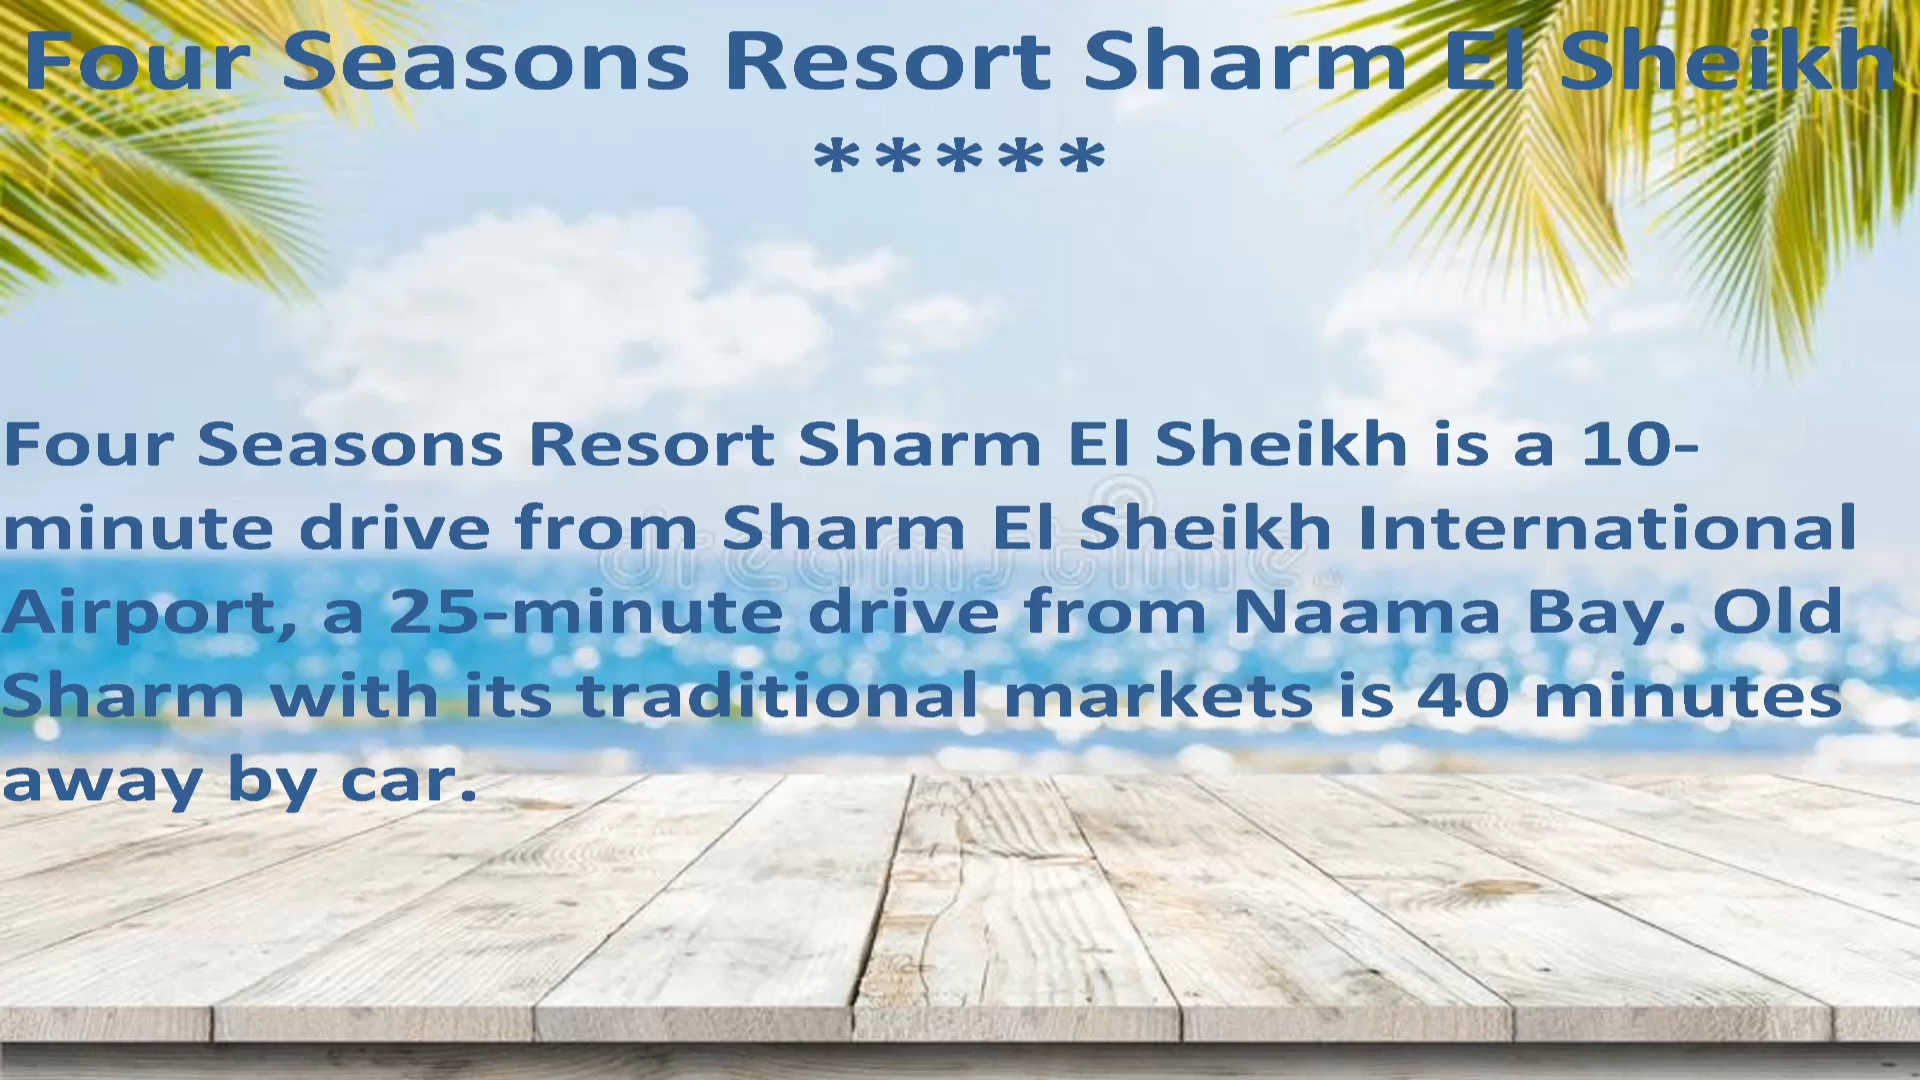 Four Seasons Resort Sharm El Sheikh
*****
Four Seasons Resort Sharm El Sheikh is a 10-
minute drive from Sharm El Sheikh International
dreamstime
Airport, a 25-minute drive from Naama Bay. Old
Sharm with its traditional markets is 40 minutes
away by car.